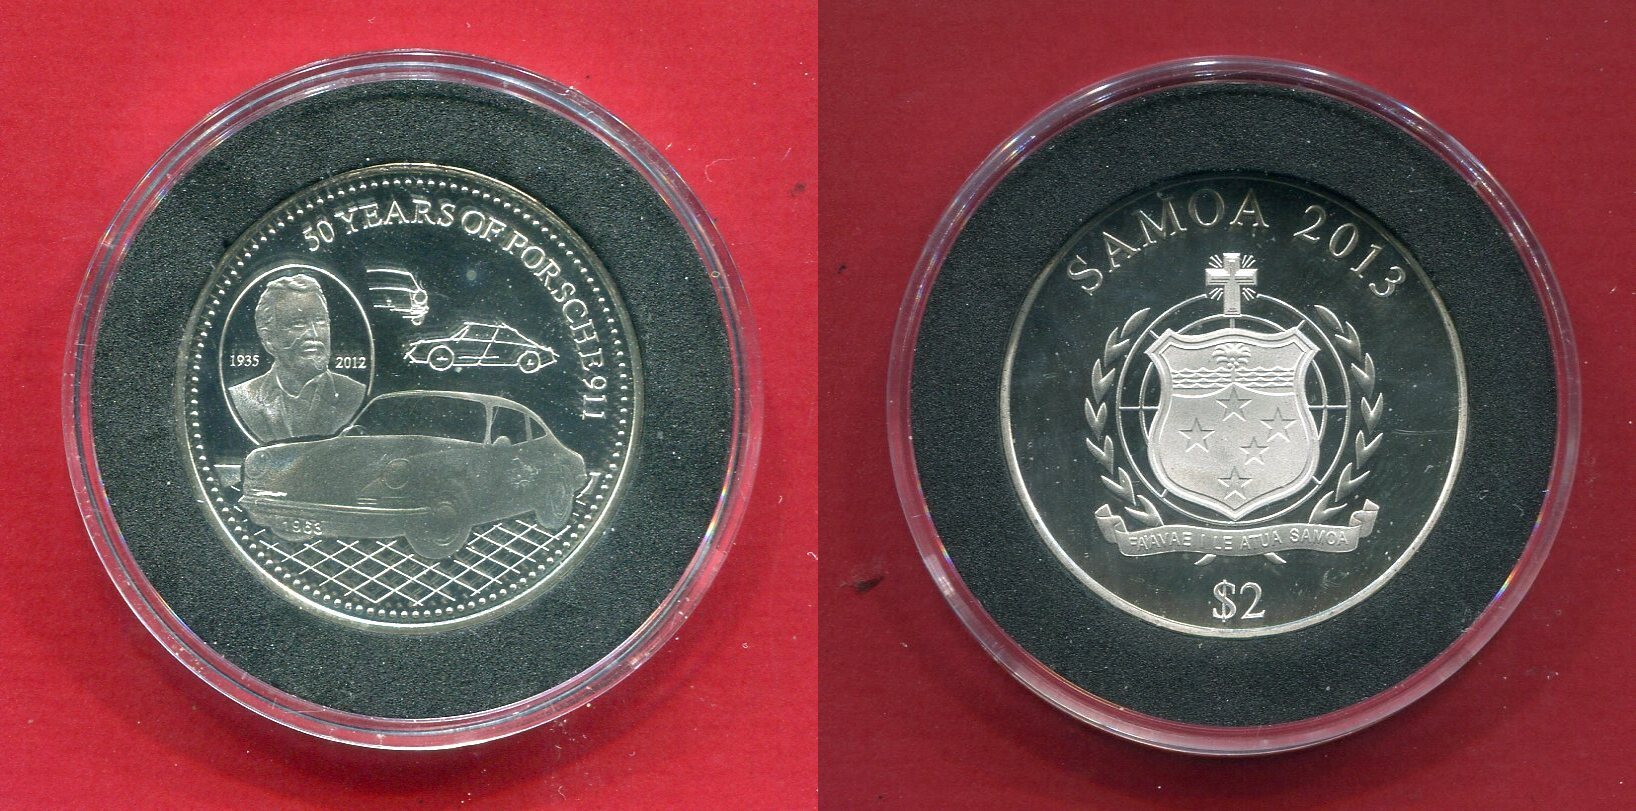 50 YEARS OF PORSCHE 911
1935 2012
1963
SAMOA 2013
FA'AVAE I LE ATUA SAMOA
$2